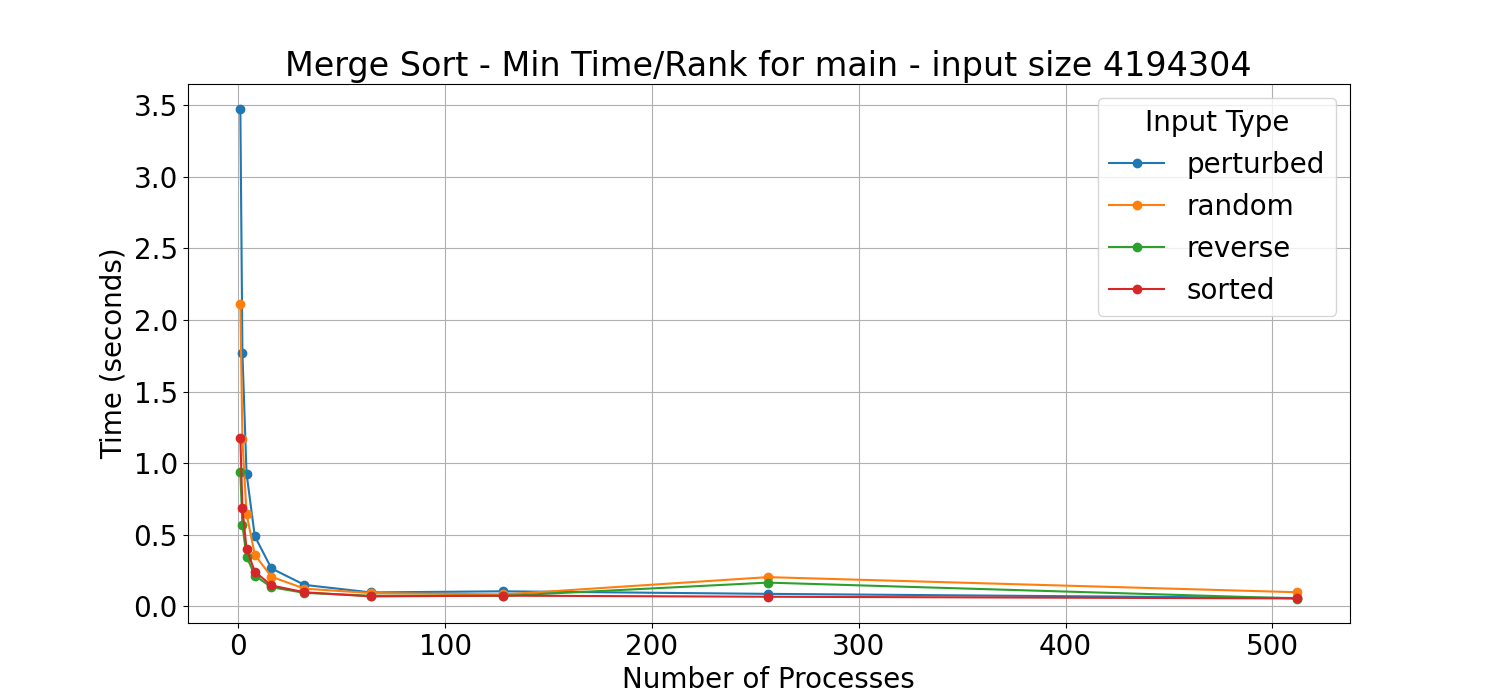 Merge Sort - Min Time/Rank for main - input size 4194304
Input Type
perturbed
random
reverse
sorted
Time (seconds)
3.5
3.0
2.5
2.0
1.5
1.0
0.5
0.0
0 100 200 300 400 500
Number of Processes